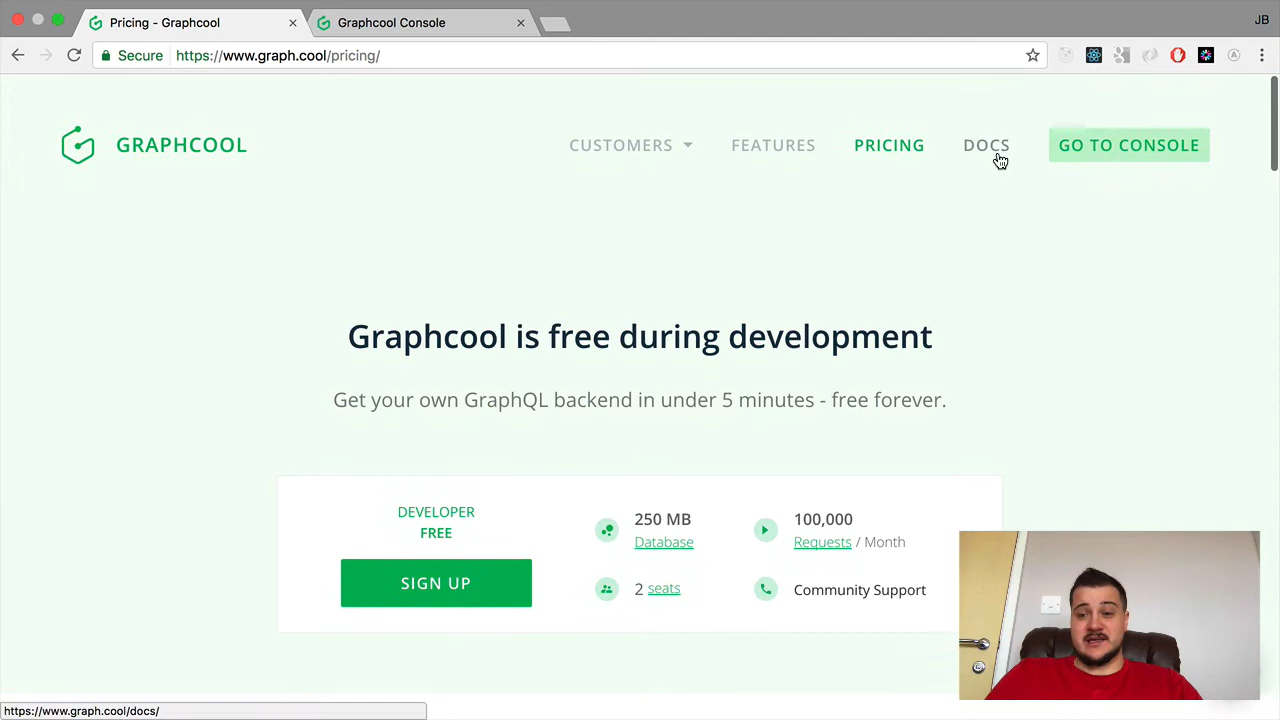 Pricing - Graphcool
Graphcool Console
JB
Secure
https://www.graph.cool/pricing/
GRAPHCOOL
CUSTOMERS
FEATURES
PRICING
DOCS
GO TO CONSOLE
Graphcool is free during development
Get your own GraphQL backend in under 5 minutes - free forever.
DEVELOPER
FREE
SIGN UP
250 MB
Database
100,000
Requests / Month
2 seats
Community Support
https://www.graph.cool/docs/